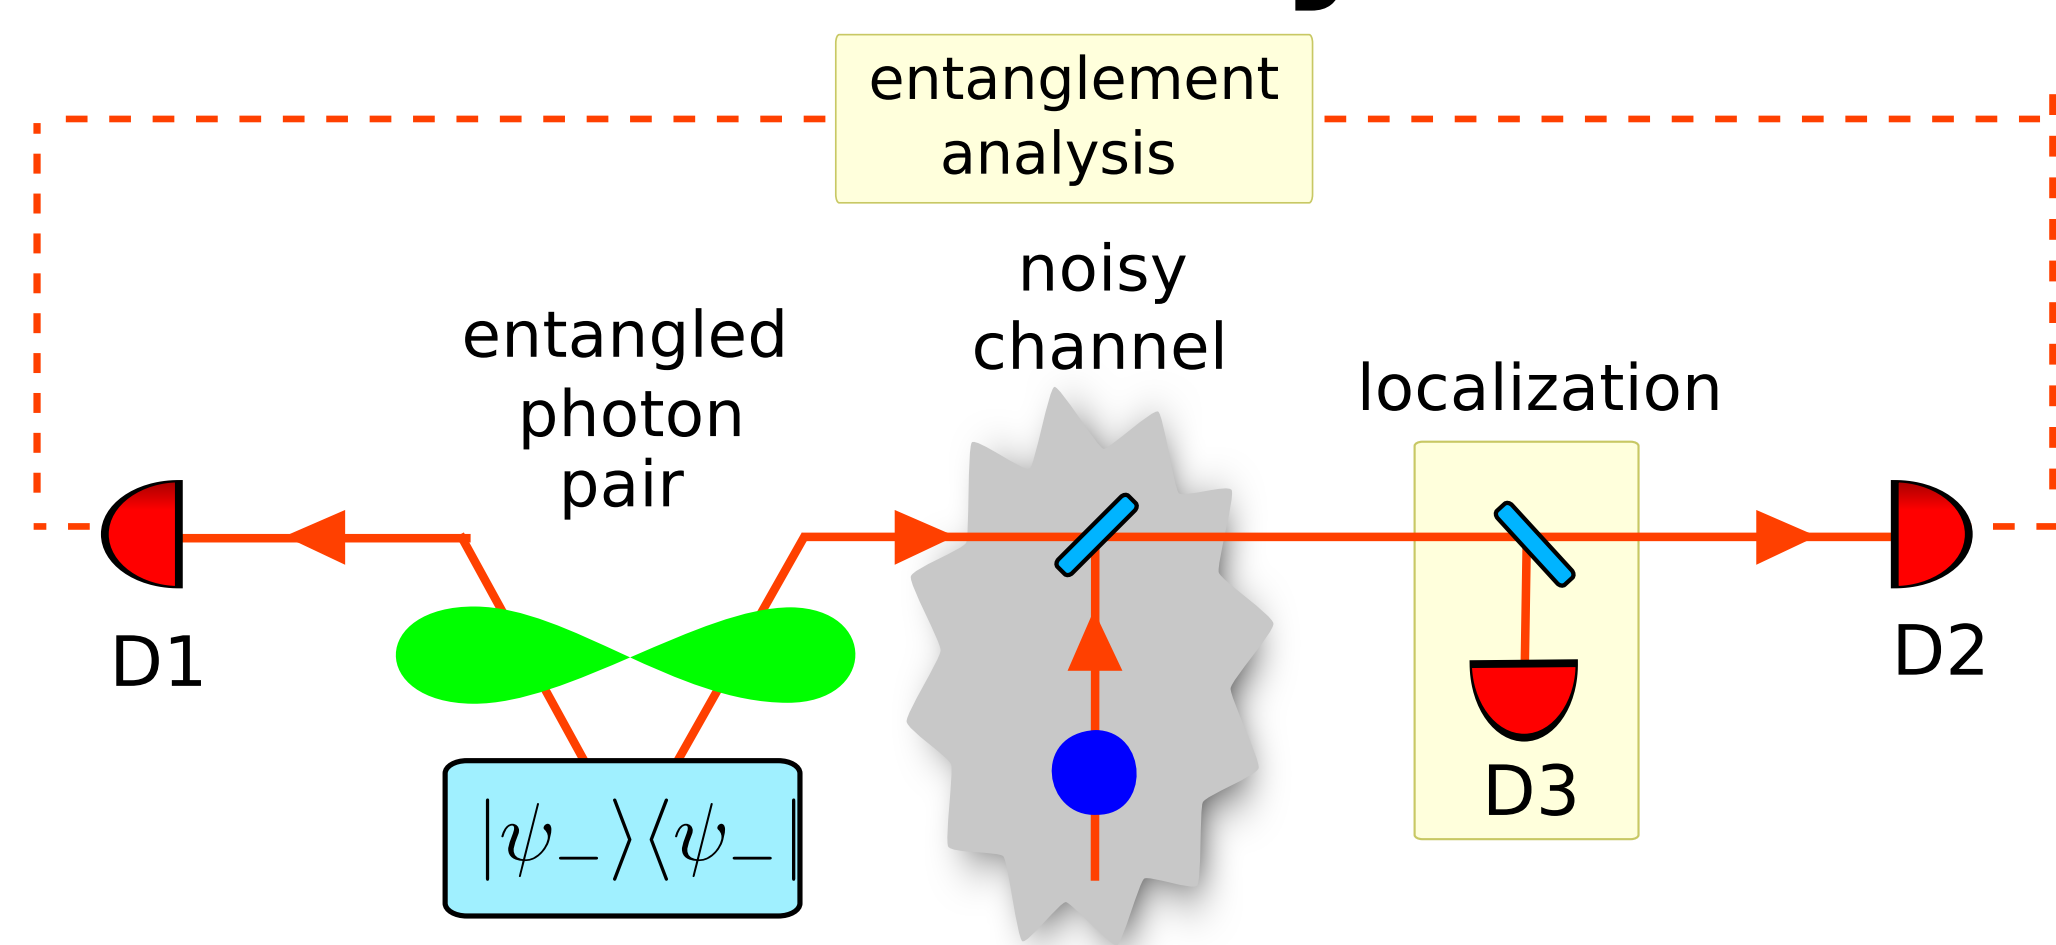 entanglement
analysis
noisy
channel
entangled
photon
pair
localization
D1
D2
D3
|ψ₋⟩⟨ψ₋|